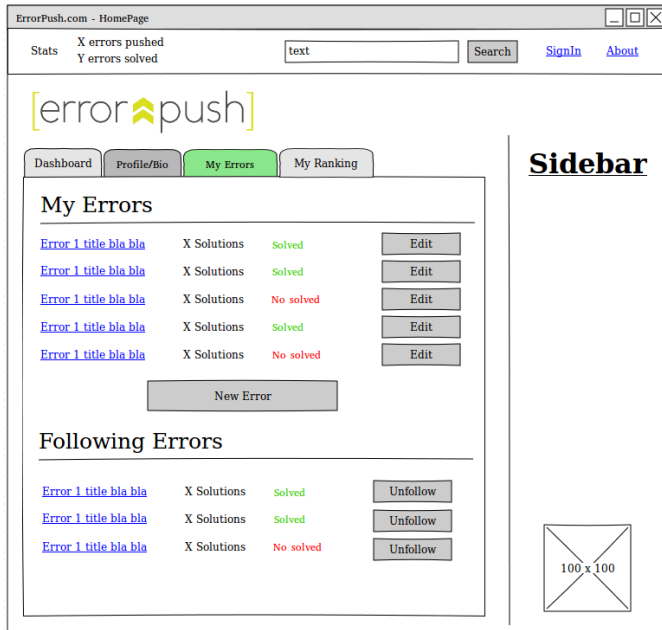 ErrorPush.com - HomePage
Stats
X errors pushed
Y errors solved
text
Search
SignIn
About
[error push]
Dashboard
Profile/Bio
My Errors
My Ranking
Sidebar
My Errors
Error 1 title bla bla X Solutions Solved Edit
Error 1 title bla bla X Solutions Solved Edit
Error 1 title bla bla X Solutions No solved Edit
Error 1 title bla bla X Solutions Solved Edit
Error 1 title bla bla X Solutions No solved Edit
New Error
Following Errors
Error 1 title bla bla X Solutions Solved Unfollow
Error 1 title bla bla X Solutions Solved Unfollow
Error 1 title bla bla X Solutions No solved Unfollow
100 x 100